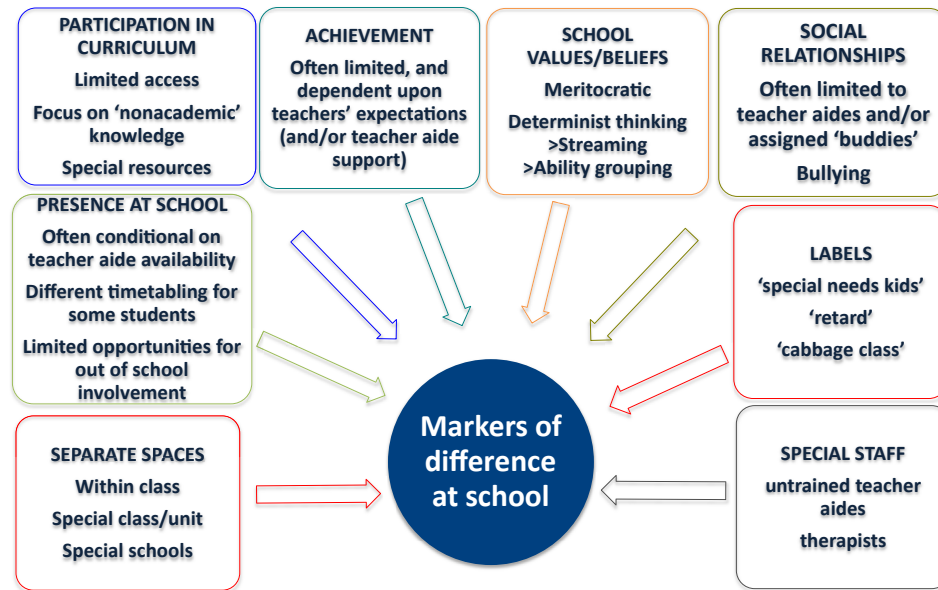 PARTICIPATION IN
CURRICULUM
Limited access
Focus on ‘nonacademic’
knowledge
Special resources
ACHIEVEMENT
Often limited, and
dependent upon
teachers’ expectations
(and/or teacher aide
support)
SCHOOL
VALUES/BELIEFS
Meritocratic
Determinist thinking
>Streaming
>Ability grouping
SOCIAL
RELATIONSHIPS
Often limited to
teacher aides and/or
assigned ‘buddies’
Bullying
PRESENCE AT SCHOOL
Often conditional on
teacher aide availability
Different timetabling for
some students
Limited opportunities for
out of school
involvement
LABELS
‘special needs kids’
‘retard’
‘cabbage class’
SEPARATE SPACES
Within class
Special class/unit
Special schools
Markers of
difference
at school
SPECIAL STAFF
untrained teacher
aides
therapists